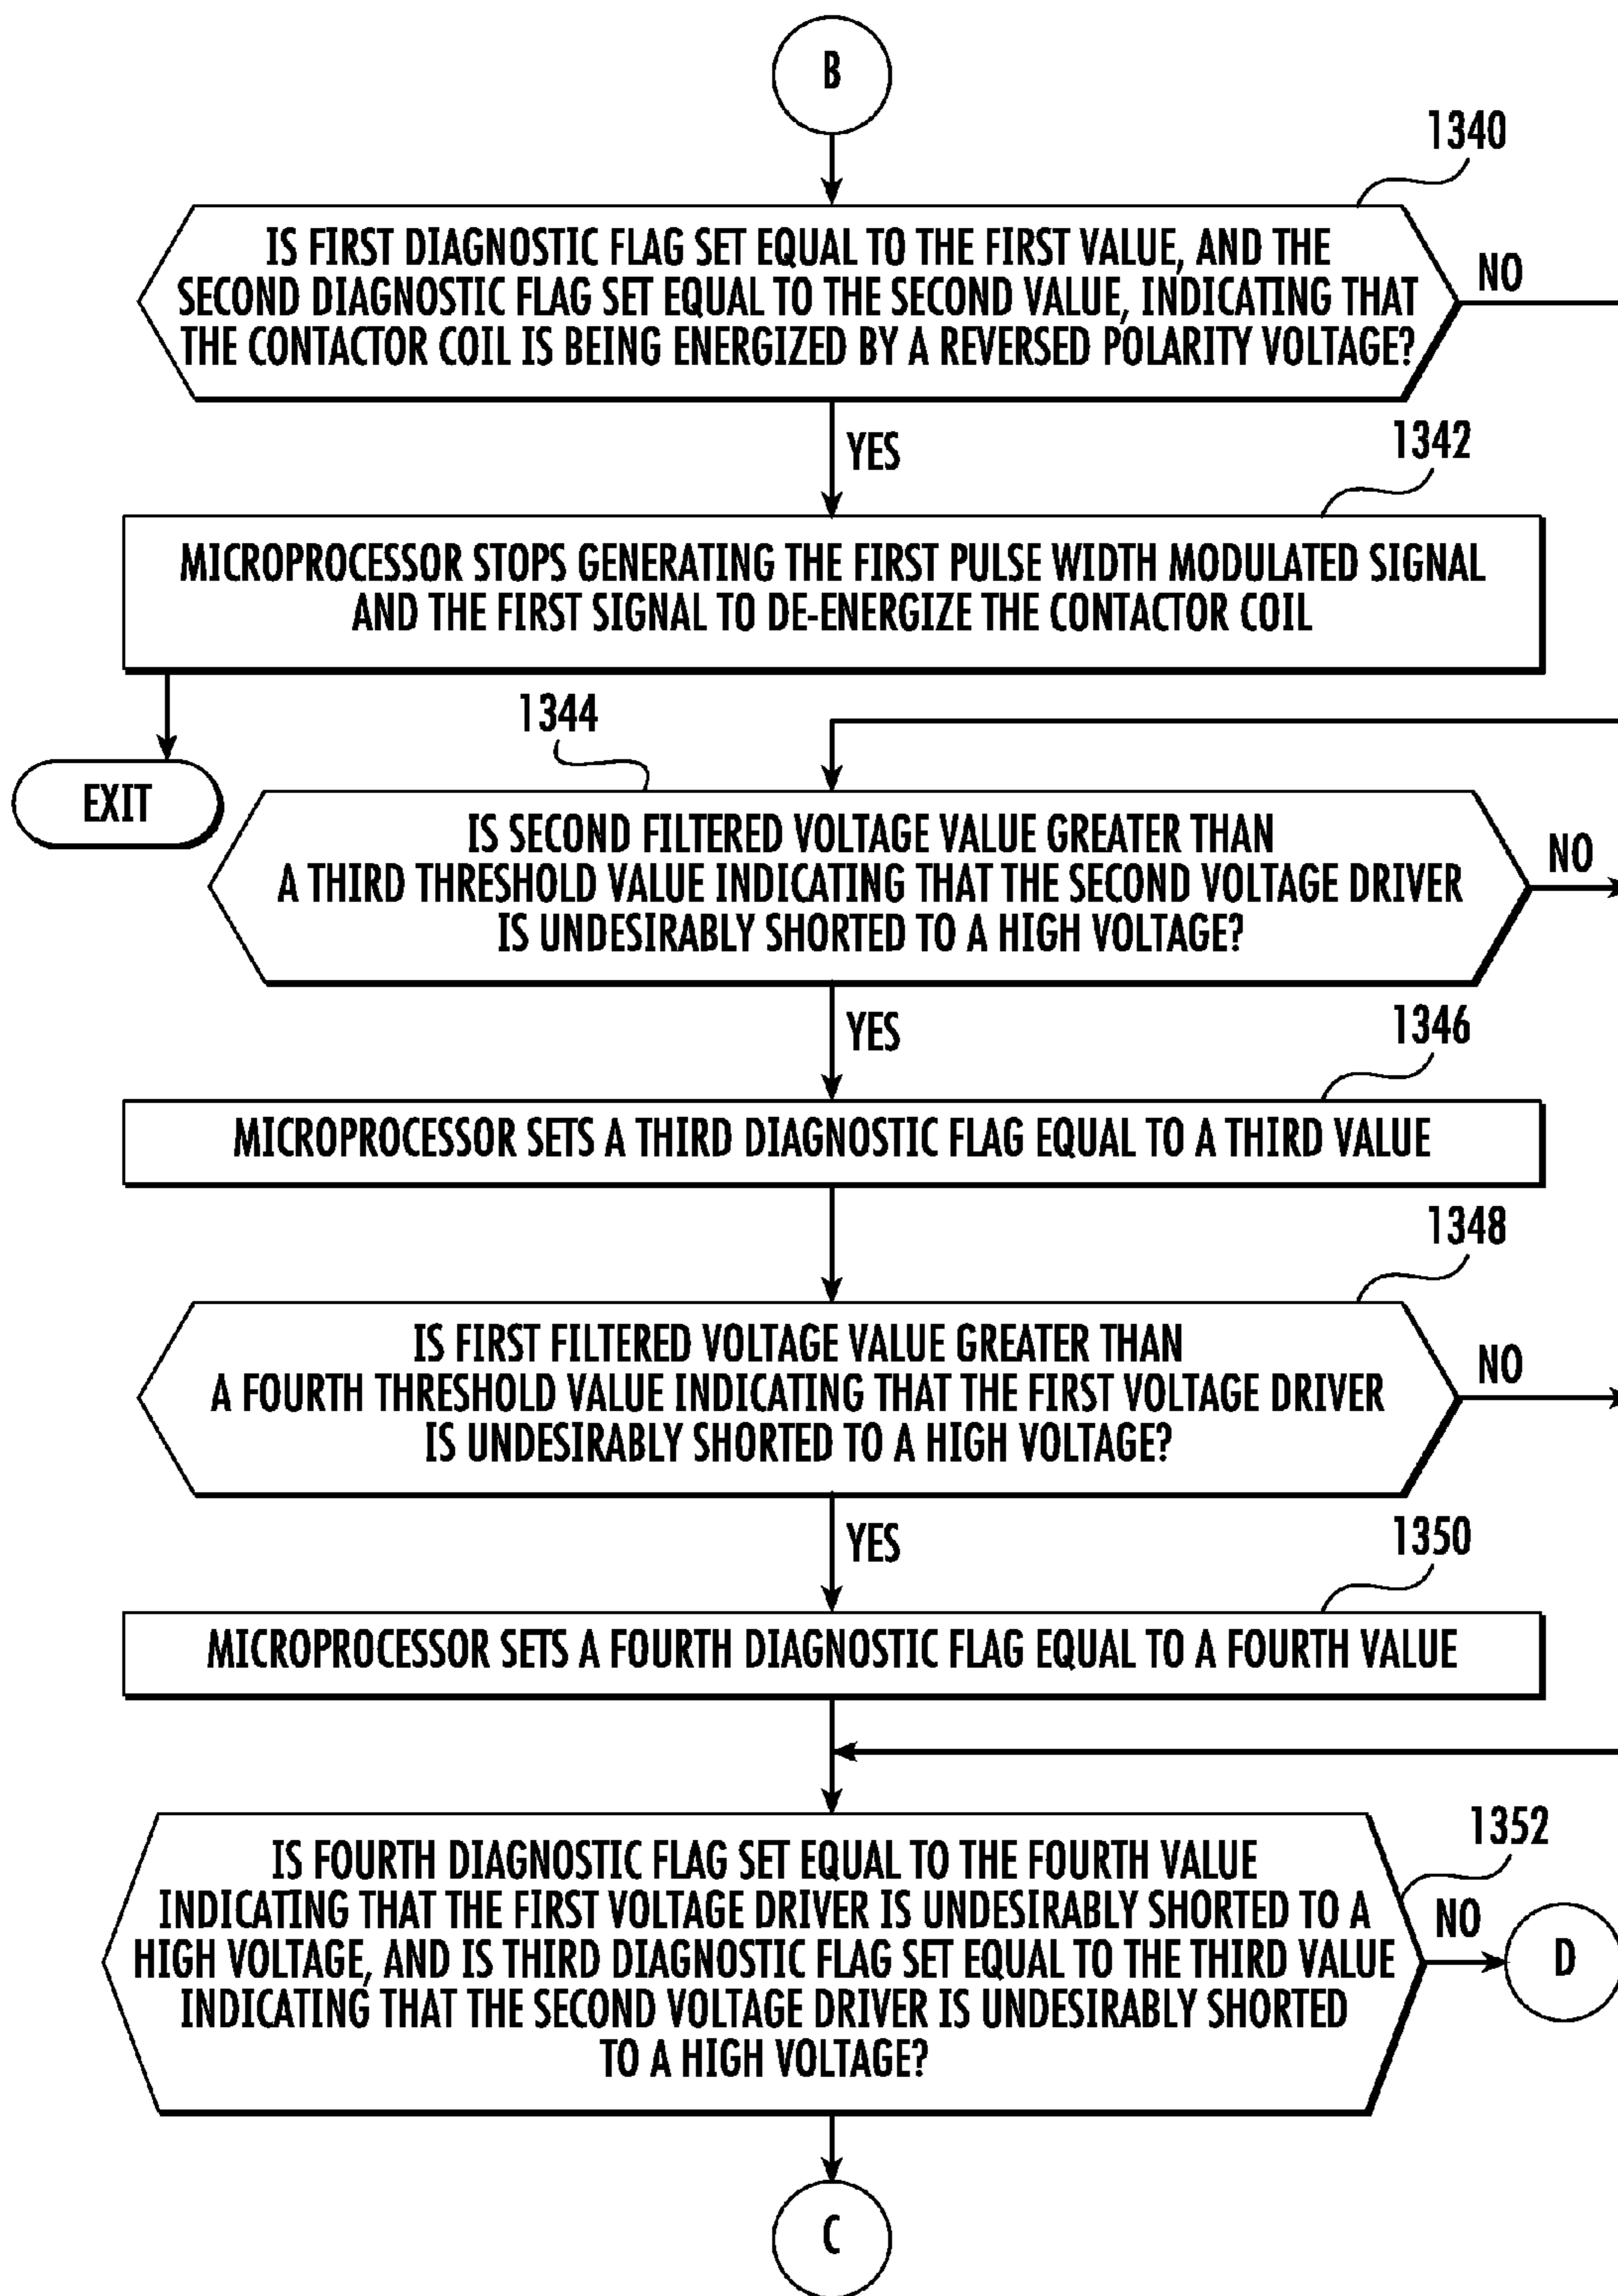 B
1340
IS FIRST DIAGNOSTIC FLAG SET EQUAL TO THE FIRST VALUE, AND THE
SECOND DIAGNOSTIC FLAG SET EQUAL TO THE SECOND VALUE, INDICATING THAT
THE CONTACTOR COIL IS BEING ENERGIZED BY A REVERSED POLARITY VOLTAGE?
NO
YES
1342
MICROPROCESSOR STOPS GENERATING THE FIRST PULSE WIDTH MODULATED SIGNAL
AND THE FIRST SIGNAL TO DE-ENERGIZE THE CONTACTOR COIL
EXIT
1344
IS SECOND FILTERED VOLTAGE VALUE GREATER THAN
A THIRD THRESHOLD VALUE INDICATING THAT THE SECOND VOLTAGE DRIVER
IS UNDESIRABLY SHORTED TO A HIGH VOLTAGE?
NO
YES
1346
MICROPROCESSOR SETS A THIRD DIAGNOSTIC FLAG EQUAL TO A THIRD VALUE
1348
IS FIRST FILTERED VOLTAGE VALUE GREATER THAN
A FOURTH THRESHOLD VALUE INDICATING THAT THE FIRST VOLTAGE DRIVER
IS UNDESIRABLY SHORTED TO A HIGH VOLTAGE?
NO
YES
1350
MICROPROCESSOR SETS A FOURTH DIAGNOSTIC FLAG EQUAL TO A FOURTH VALUE
1352
IS FOURTH DIAGNOSTIC FLAG SET EQUAL TO THE FOURTH VALUE
INDICATING THAT THE FIRST VOLTAGE DRIVER IS UNDESIRABLY SHORTED TO A
HIGH VOLTAGE, AND IS THIRD DIAGNOSTIC FLAG SET EQUAL TO THE THIRD VALUE
INDICATING THAT THE SECOND VOLTAGE DRIVER IS UNDESIRABLY SHORTED
TO A HIGH VOLTAGE?
NO
D
C